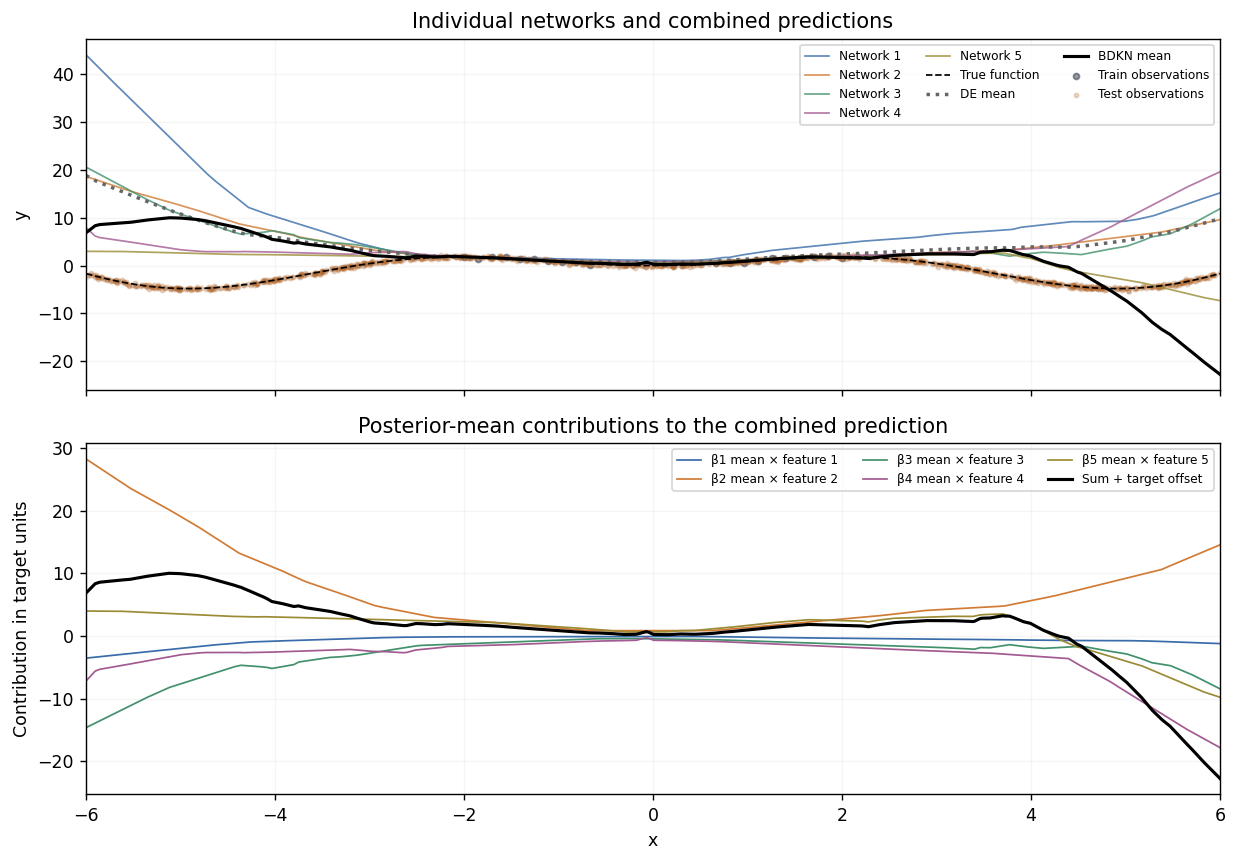 Individual networks and combined predictions
Network 1
Network 2
Network 3
Network 4
Network 5
True function
DE mean
BDKN mean
Train observations
Test observations
y
40
30
20
10
0
−10
−20
Posterior-mean contributions to the combined prediction
β1 mean × feature 1
β2 mean × feature 2
β3 mean × feature 3
β4 mean × feature 4
β5 mean × feature 5
Sum + target offset
Contribution in target units
30
20
10
0
−10
−20
−6 −4 −2 0 2 4 6
x